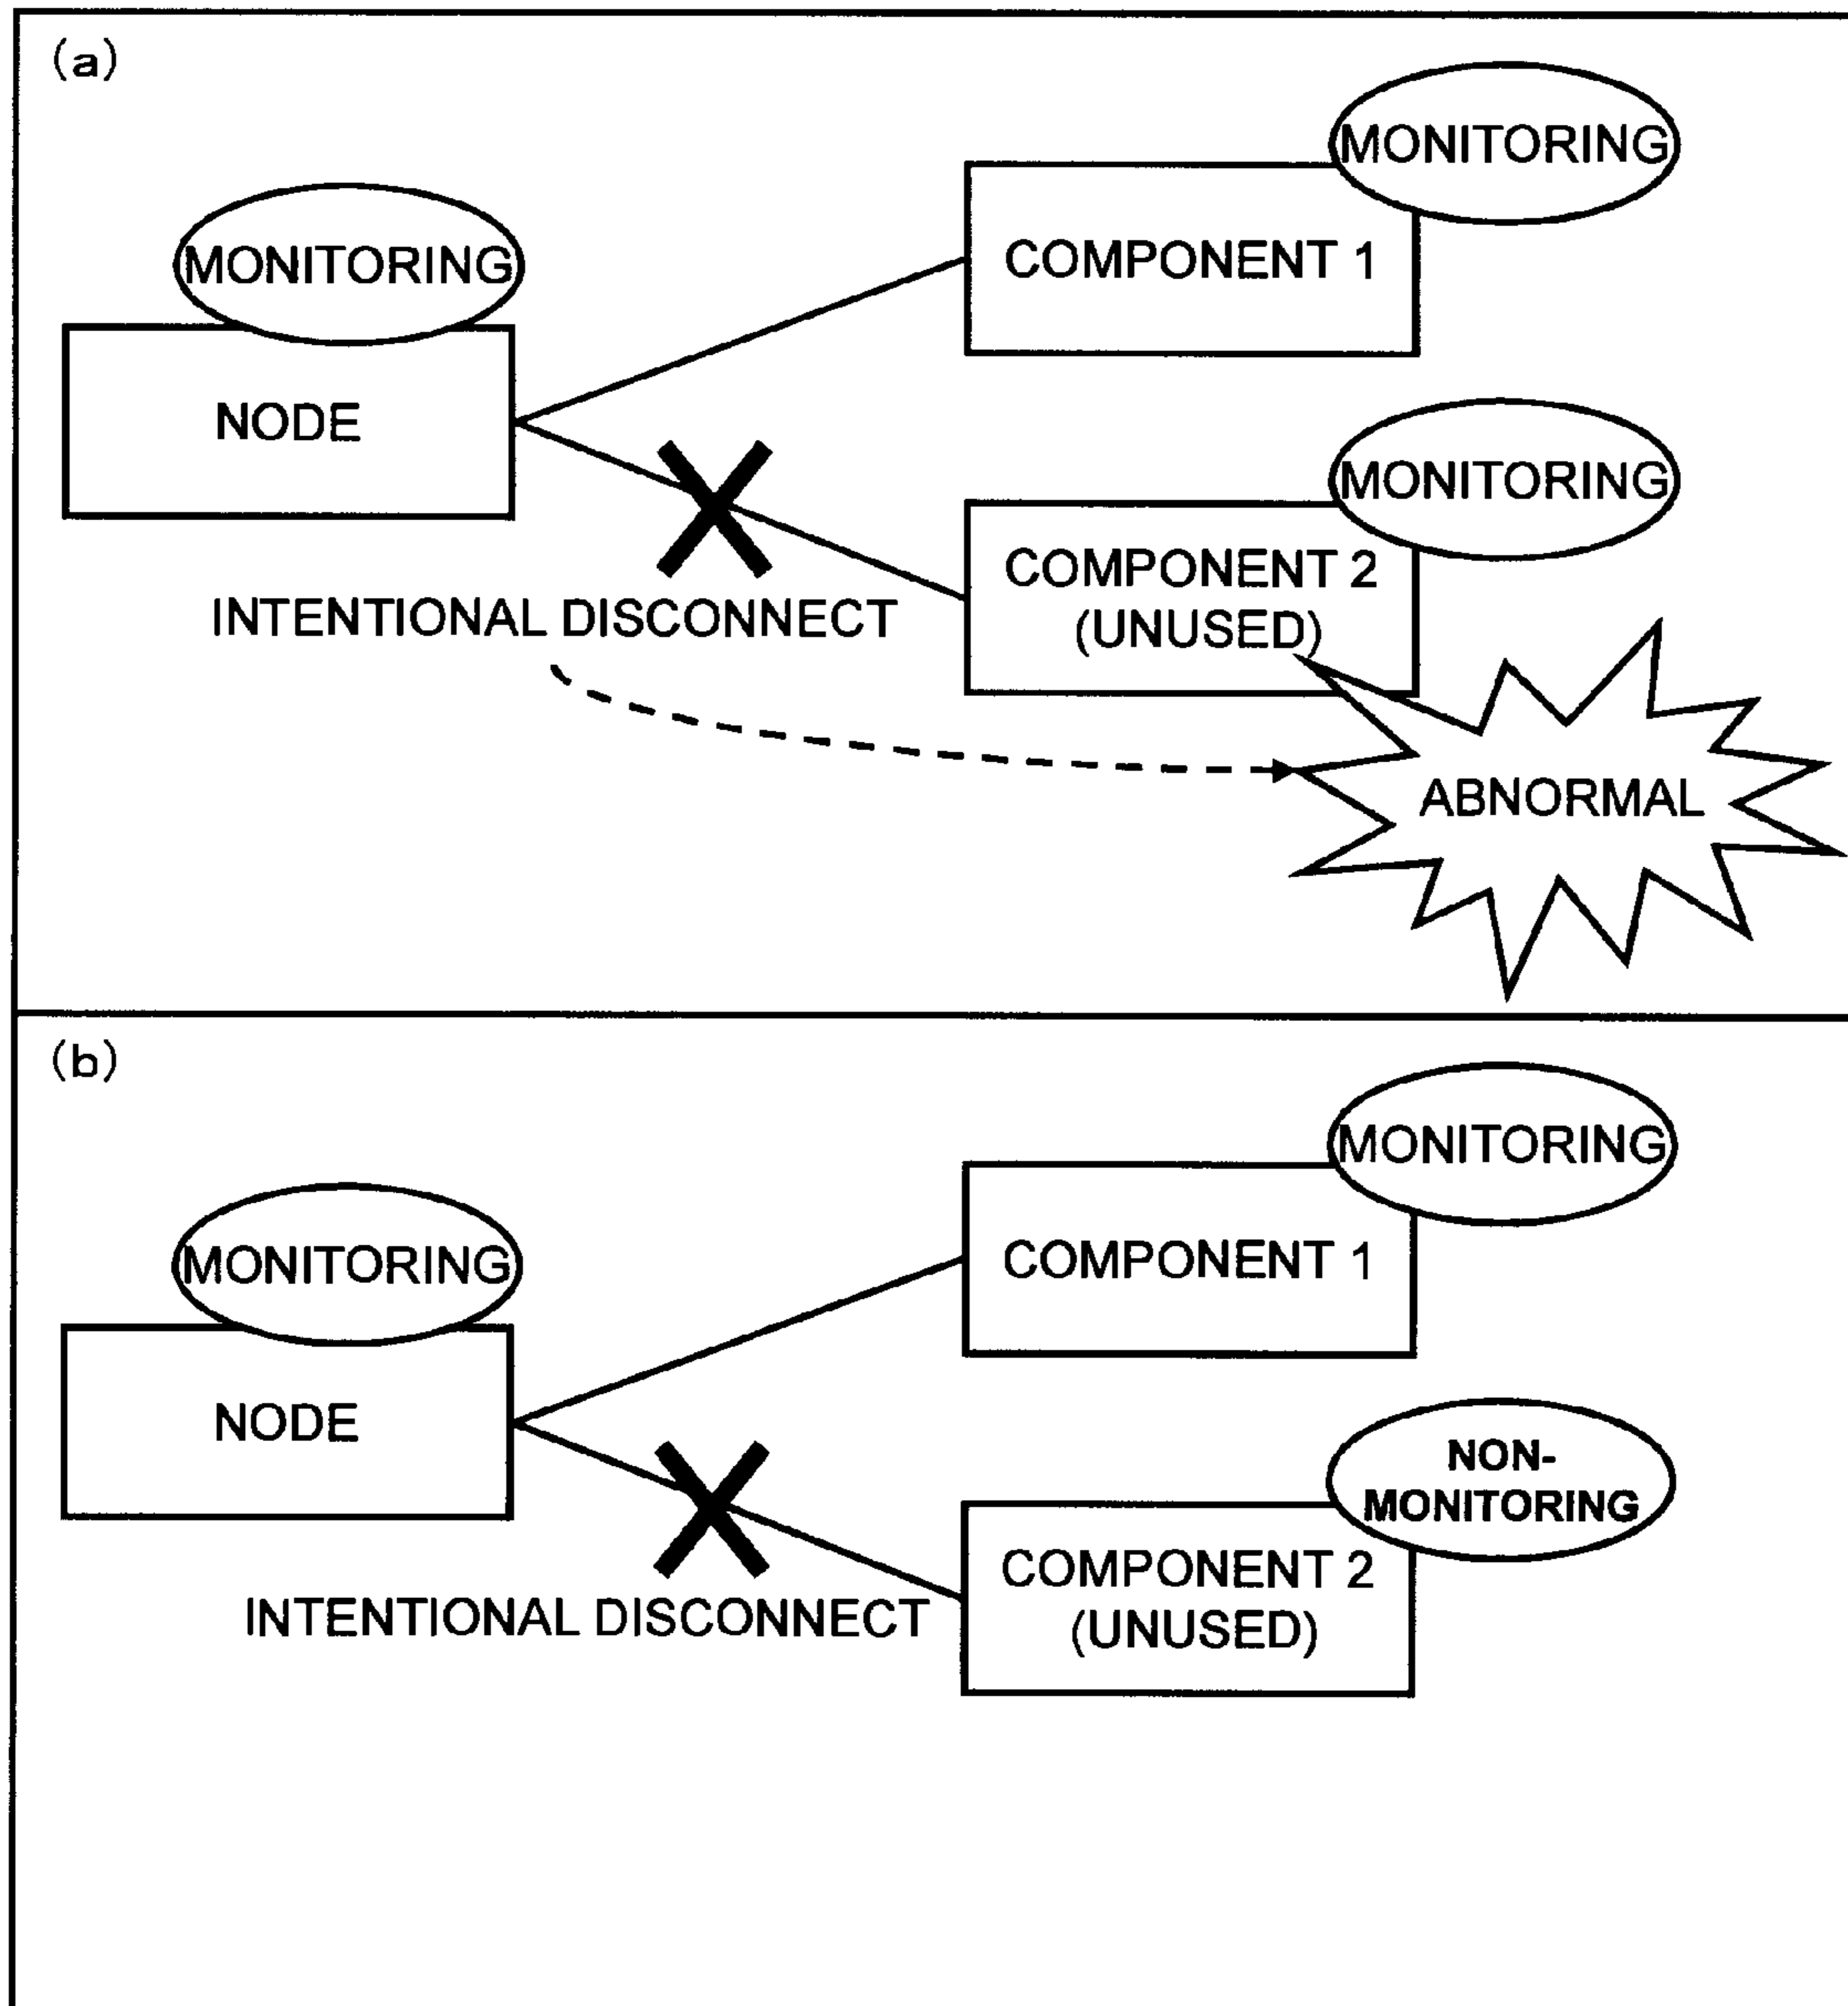 (a)
MONITORING
MONITORING
COMPONENT 1
NODE
MONITORING
COMPONENT 2
(UNUSED)
INTENTIONAL DISCONNECT
ABNORMAL
(b)
MONITORING
MONITORING
COMPONENT 1
NODE
NON-
MONITORING
COMPONENT 2
(UNUSED)
INTENTIONAL DISCONNECT